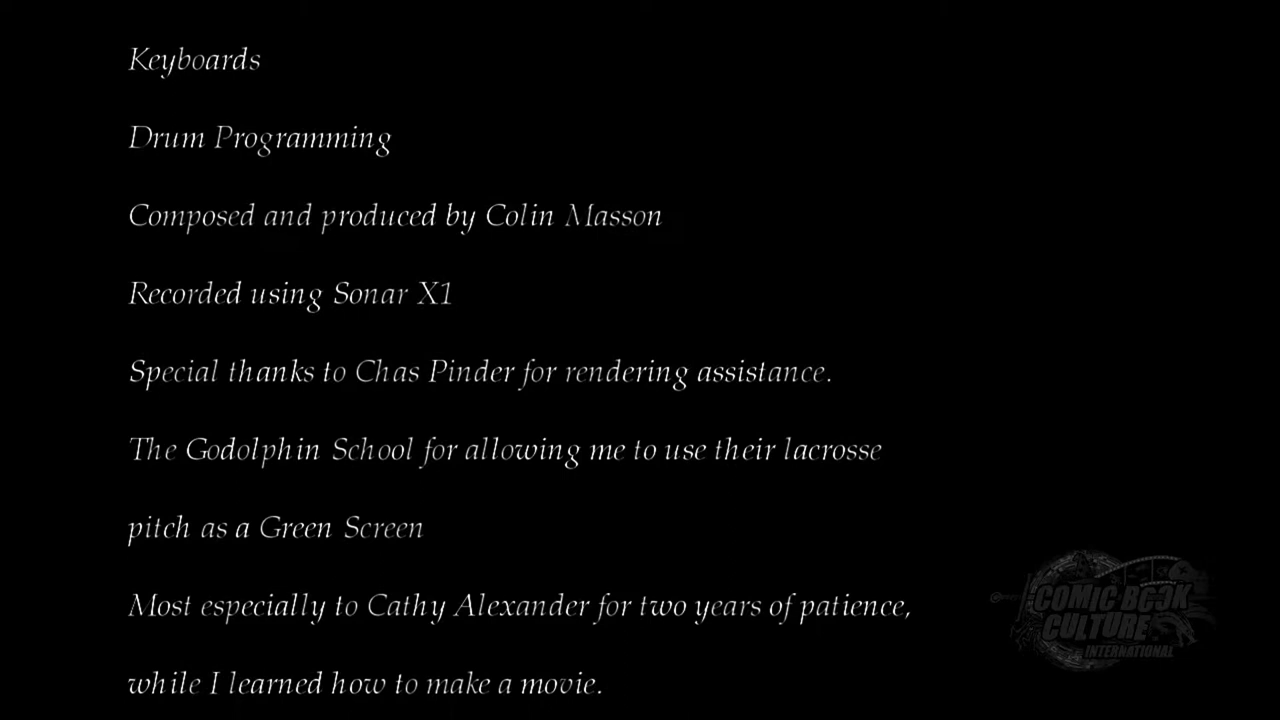 Keyboards
Drum Programming
Composed and produced by Colin Masson
Recorded using Sonar X1
Special thanks to Chas Pinder for rendering assistance.
The Godolphin School for allowing me to use their lacrosse
pitch as a Green Screen
Most especially to Cathy Alexander for two years of patience,
while I learned how to make a movie.
COMIC BOOK
CULTURE
INTERNATIONAL